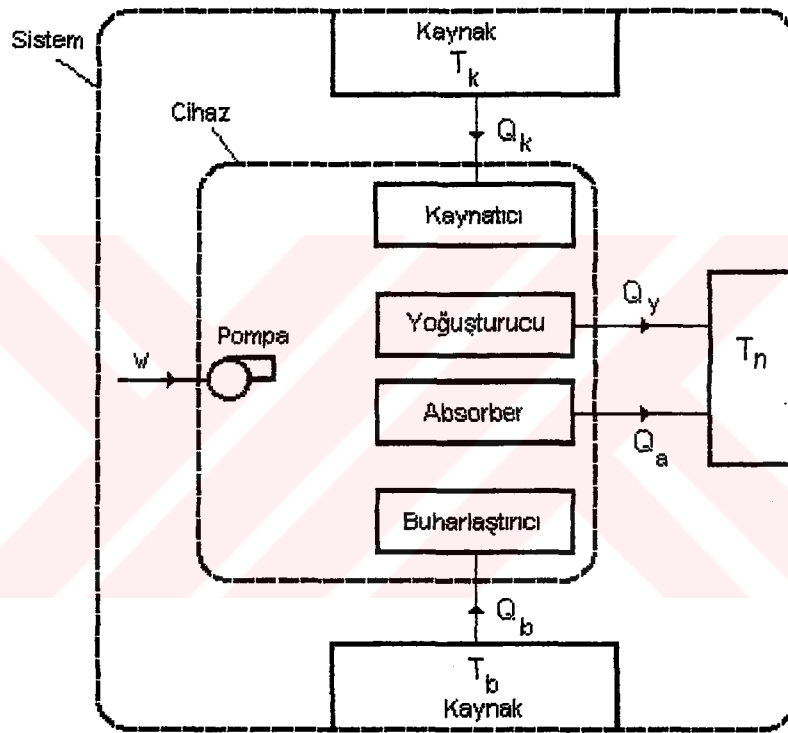 Sistem
Kaynak
T_k
Cihaz
Q_k
Kaynatıcı
Yoğuşturucu
Q_y
T_n
Pompa
w
Absorber
Q_a
Buharlaştırıcı
Q_b
T_b
Kaynak